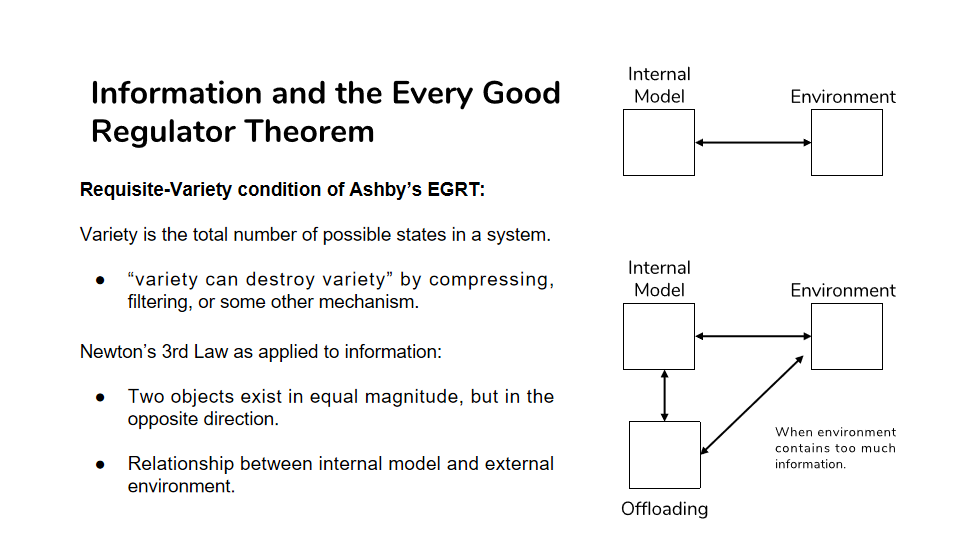 Information and the Every Good
Regulator Theorem
Requisite-Variety condition of Ashby’s EGRT:
Variety is the total number of possible states in a system.
● “variety can destroy variety” by compressing,
filtering, or some other mechanism.
Newton’s 3rd Law as applied to information:
● Two objects exist in equal magnitude, but in the
opposite direction.
● Relationship between internal model and external
environment.
Internal
Model
Environment
Internal
Model
Environment
When environment
contains too much
information.
Offloading